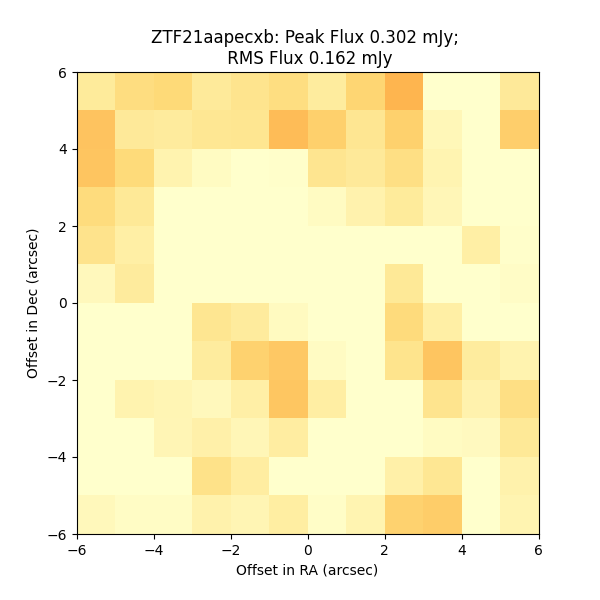 ZTF21aapecxb: Peak Flux 0.302 mJy;
RMS Flux 0.162 mJy
6
4
2
0
−2
−4
−6
Offset in Dec (arcsec)
−6 −4 −2 0 2 4 6
Offset in RA (arcsec)